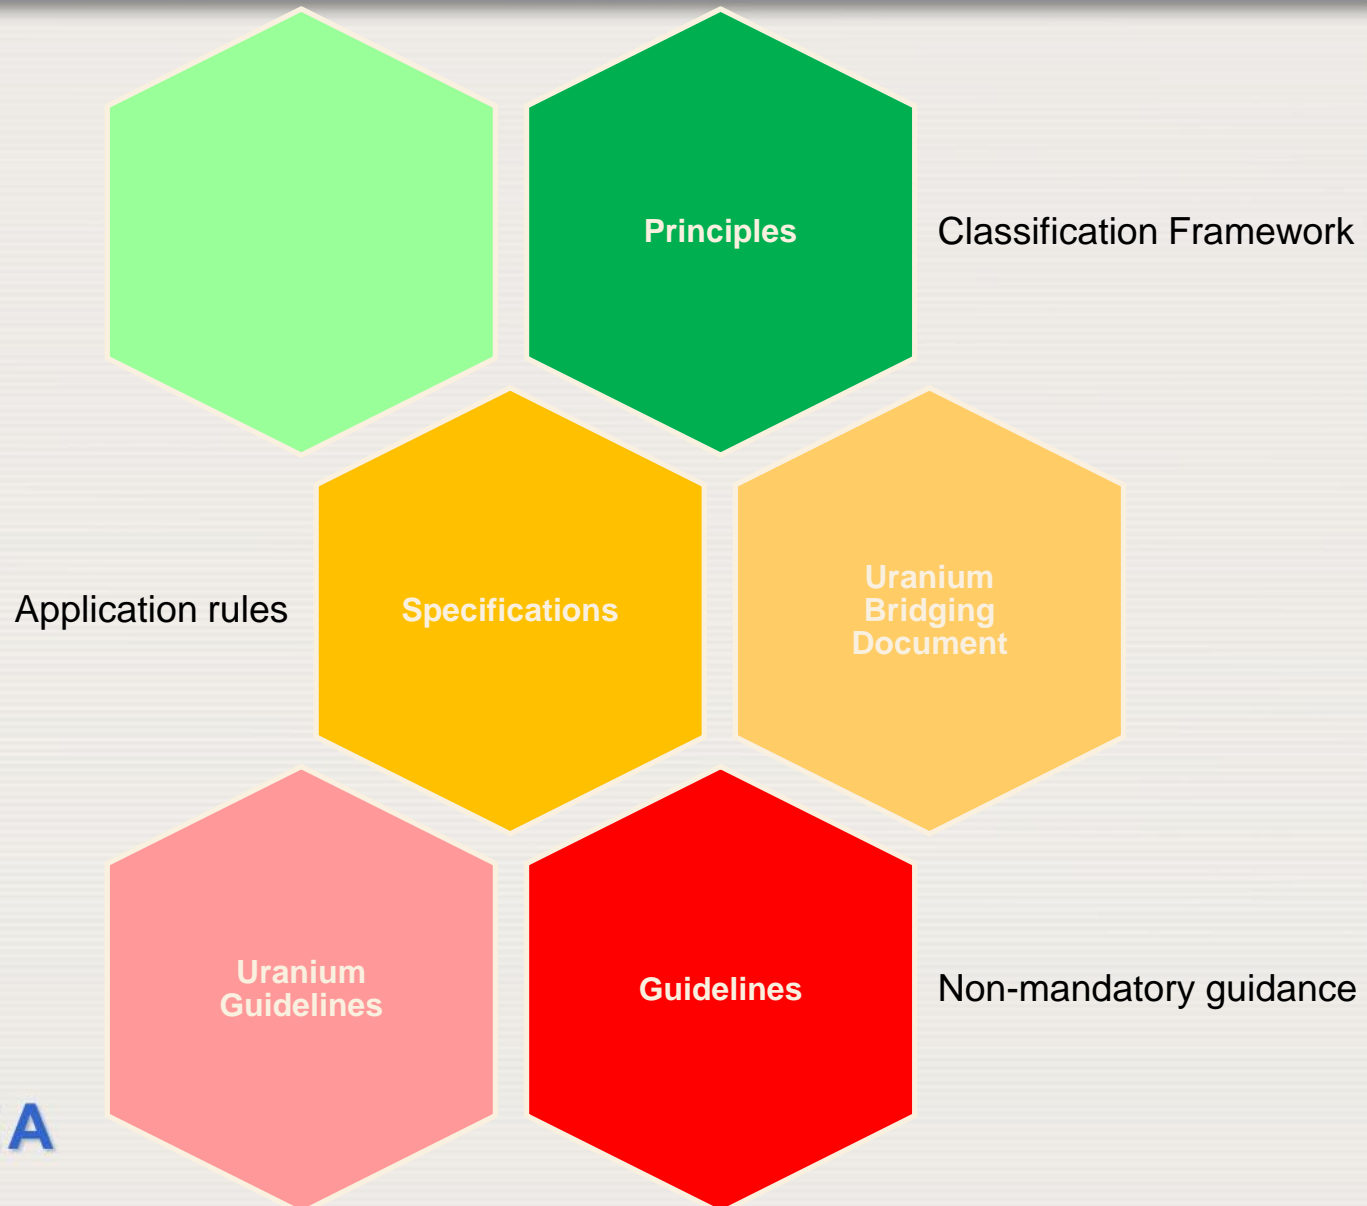 Principles
Classification Framework
Application rules
Specifications
Uranium
Bridging
Document
Uranium
Guidelines
Guidelines
Non-mandatory guidance
A